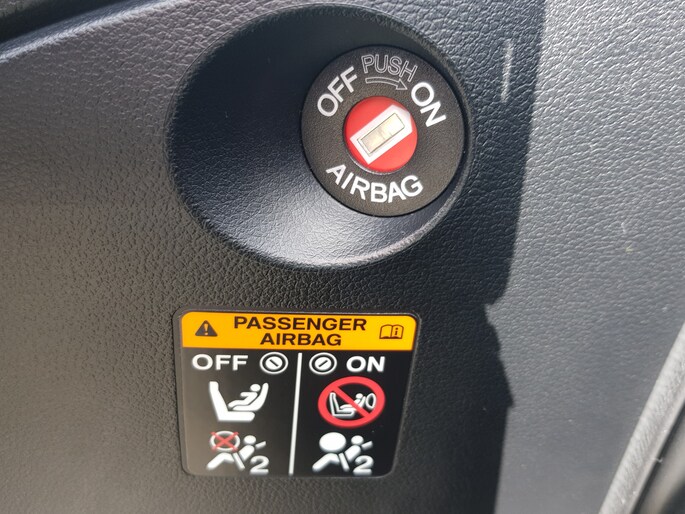 OFF PUSH ON
AIRBAG
PASSENGER
AIRBAG
OFF ON
2 2